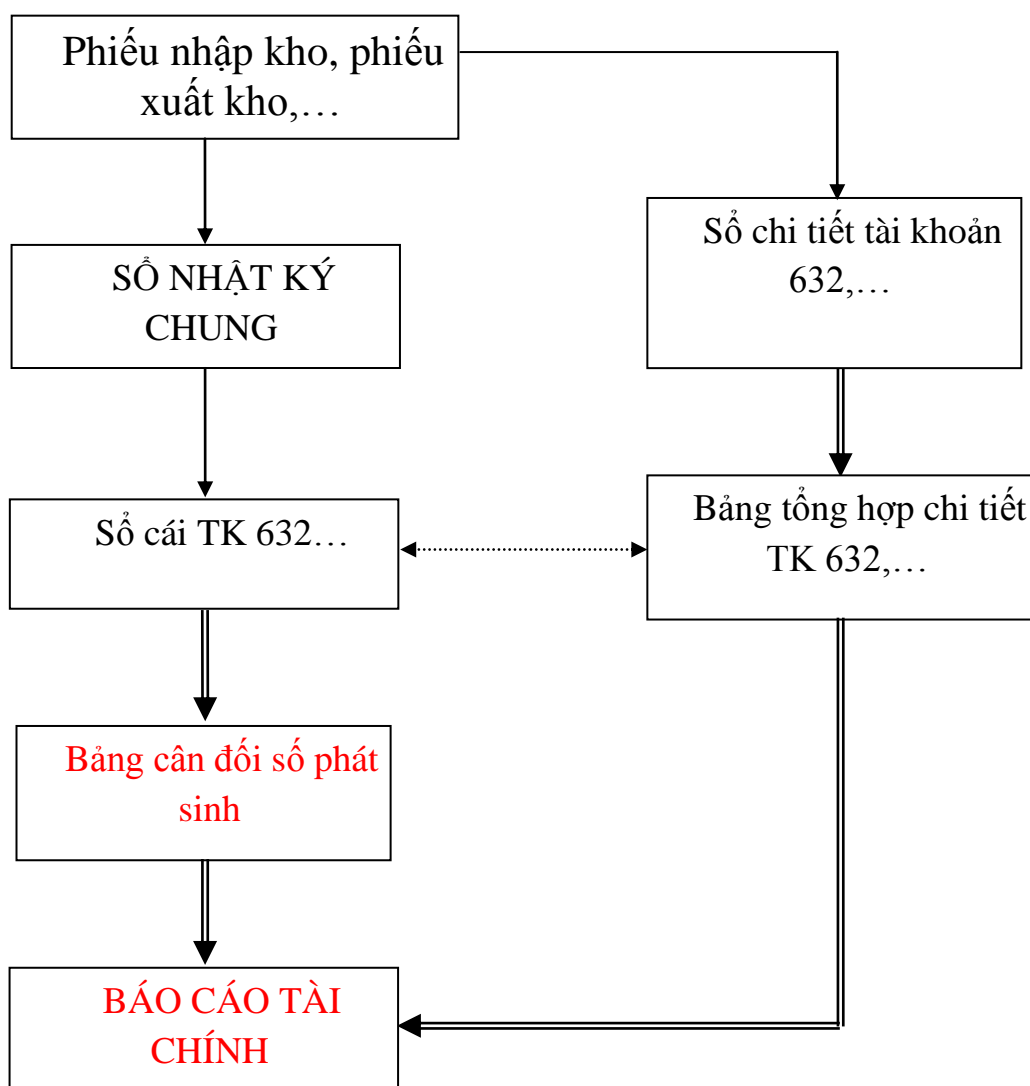 Phiếu nhập kho, phiếu
xuất kho,…
Sổ chi tiết tài khoản
632,…
SỔ NHẬT KÝ
CHUNG
Sổ cái TK 632…
Bảng tổng hợp chi tiết
TK 632,…
Bảng cân đối số phát
sinh
BÁO CÁO TÀI
CHÍNH